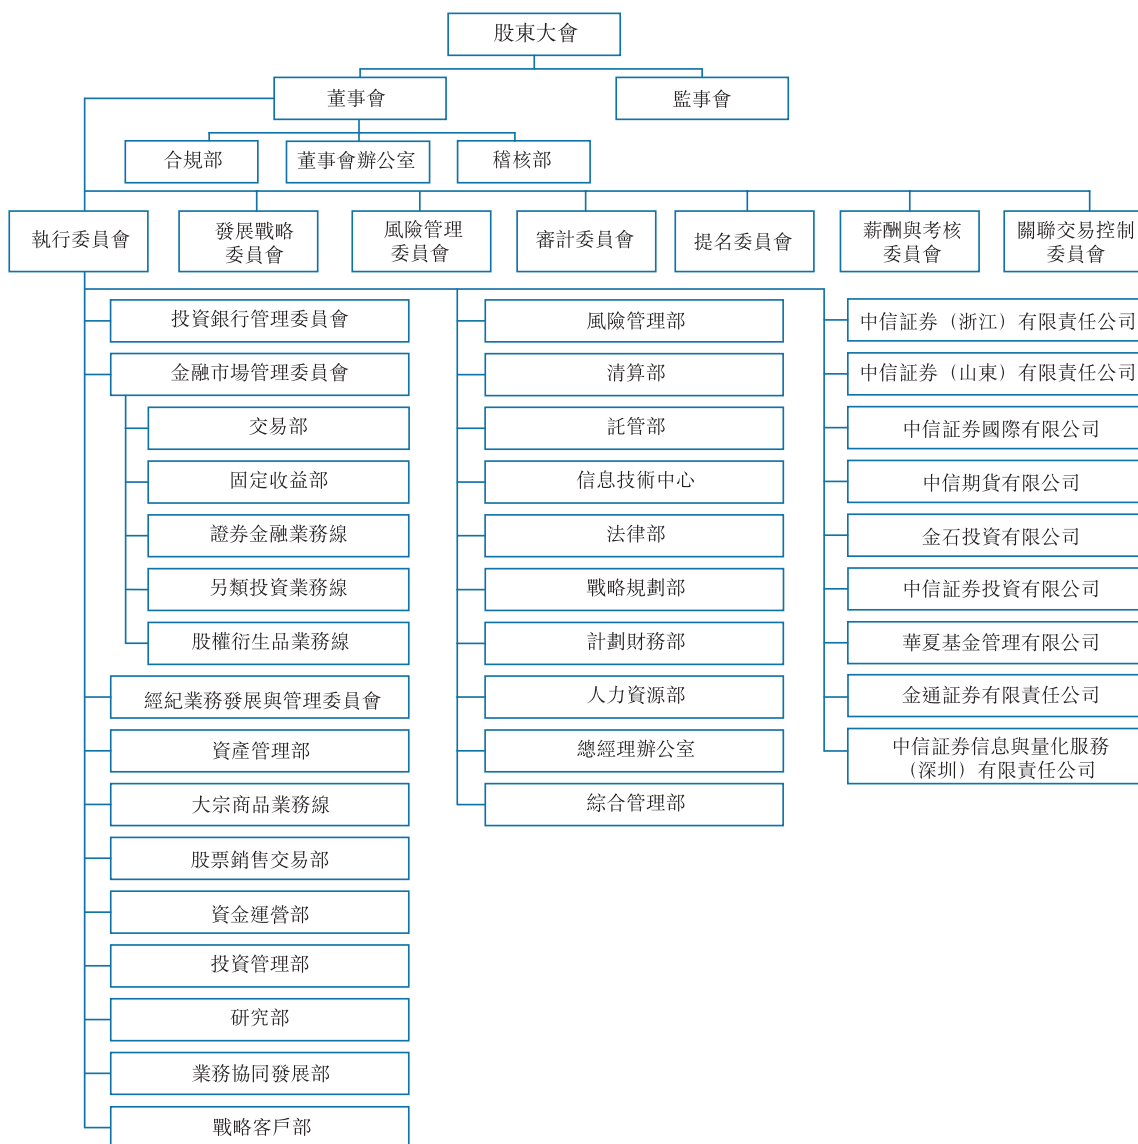 股東大會
董事會
監事會
合規部
董事會辦公室
稽核部
執行委員會
發展戰略
委員會
風險管理
委員會
審計委員會
提名委員會
薪酬與考核
委員會
關聯交易控制
委員會
投資銀行管理委員會
金融市場管理委員會
交易部
固定收益部
證券金融業務線
另類投資業務線
股權衍生品業務線
經紀業務發展與管理委員會
資產管理部
大宗商品業務線
股票銷售交易部
資金運營部
投資管理部
研究部
業務協同發展部
戰略客戶部
風險管理部
清算部
託管部
信息技術中心
法律部
戰略規劃部
計劃財務部
人力資源部
總經理辦公室
綜合管理部
中信証券（浙江）有限責任公司
中信証券（山東）有限責任公司
中信証券國際有限公司
中信期貨有限公司
金石投資有限公司
中信証券投資有限公司
華夏基金管理有限公司
金通証券有限責任公司
中信証券信息與量化服務
（深圳）有限責任公司